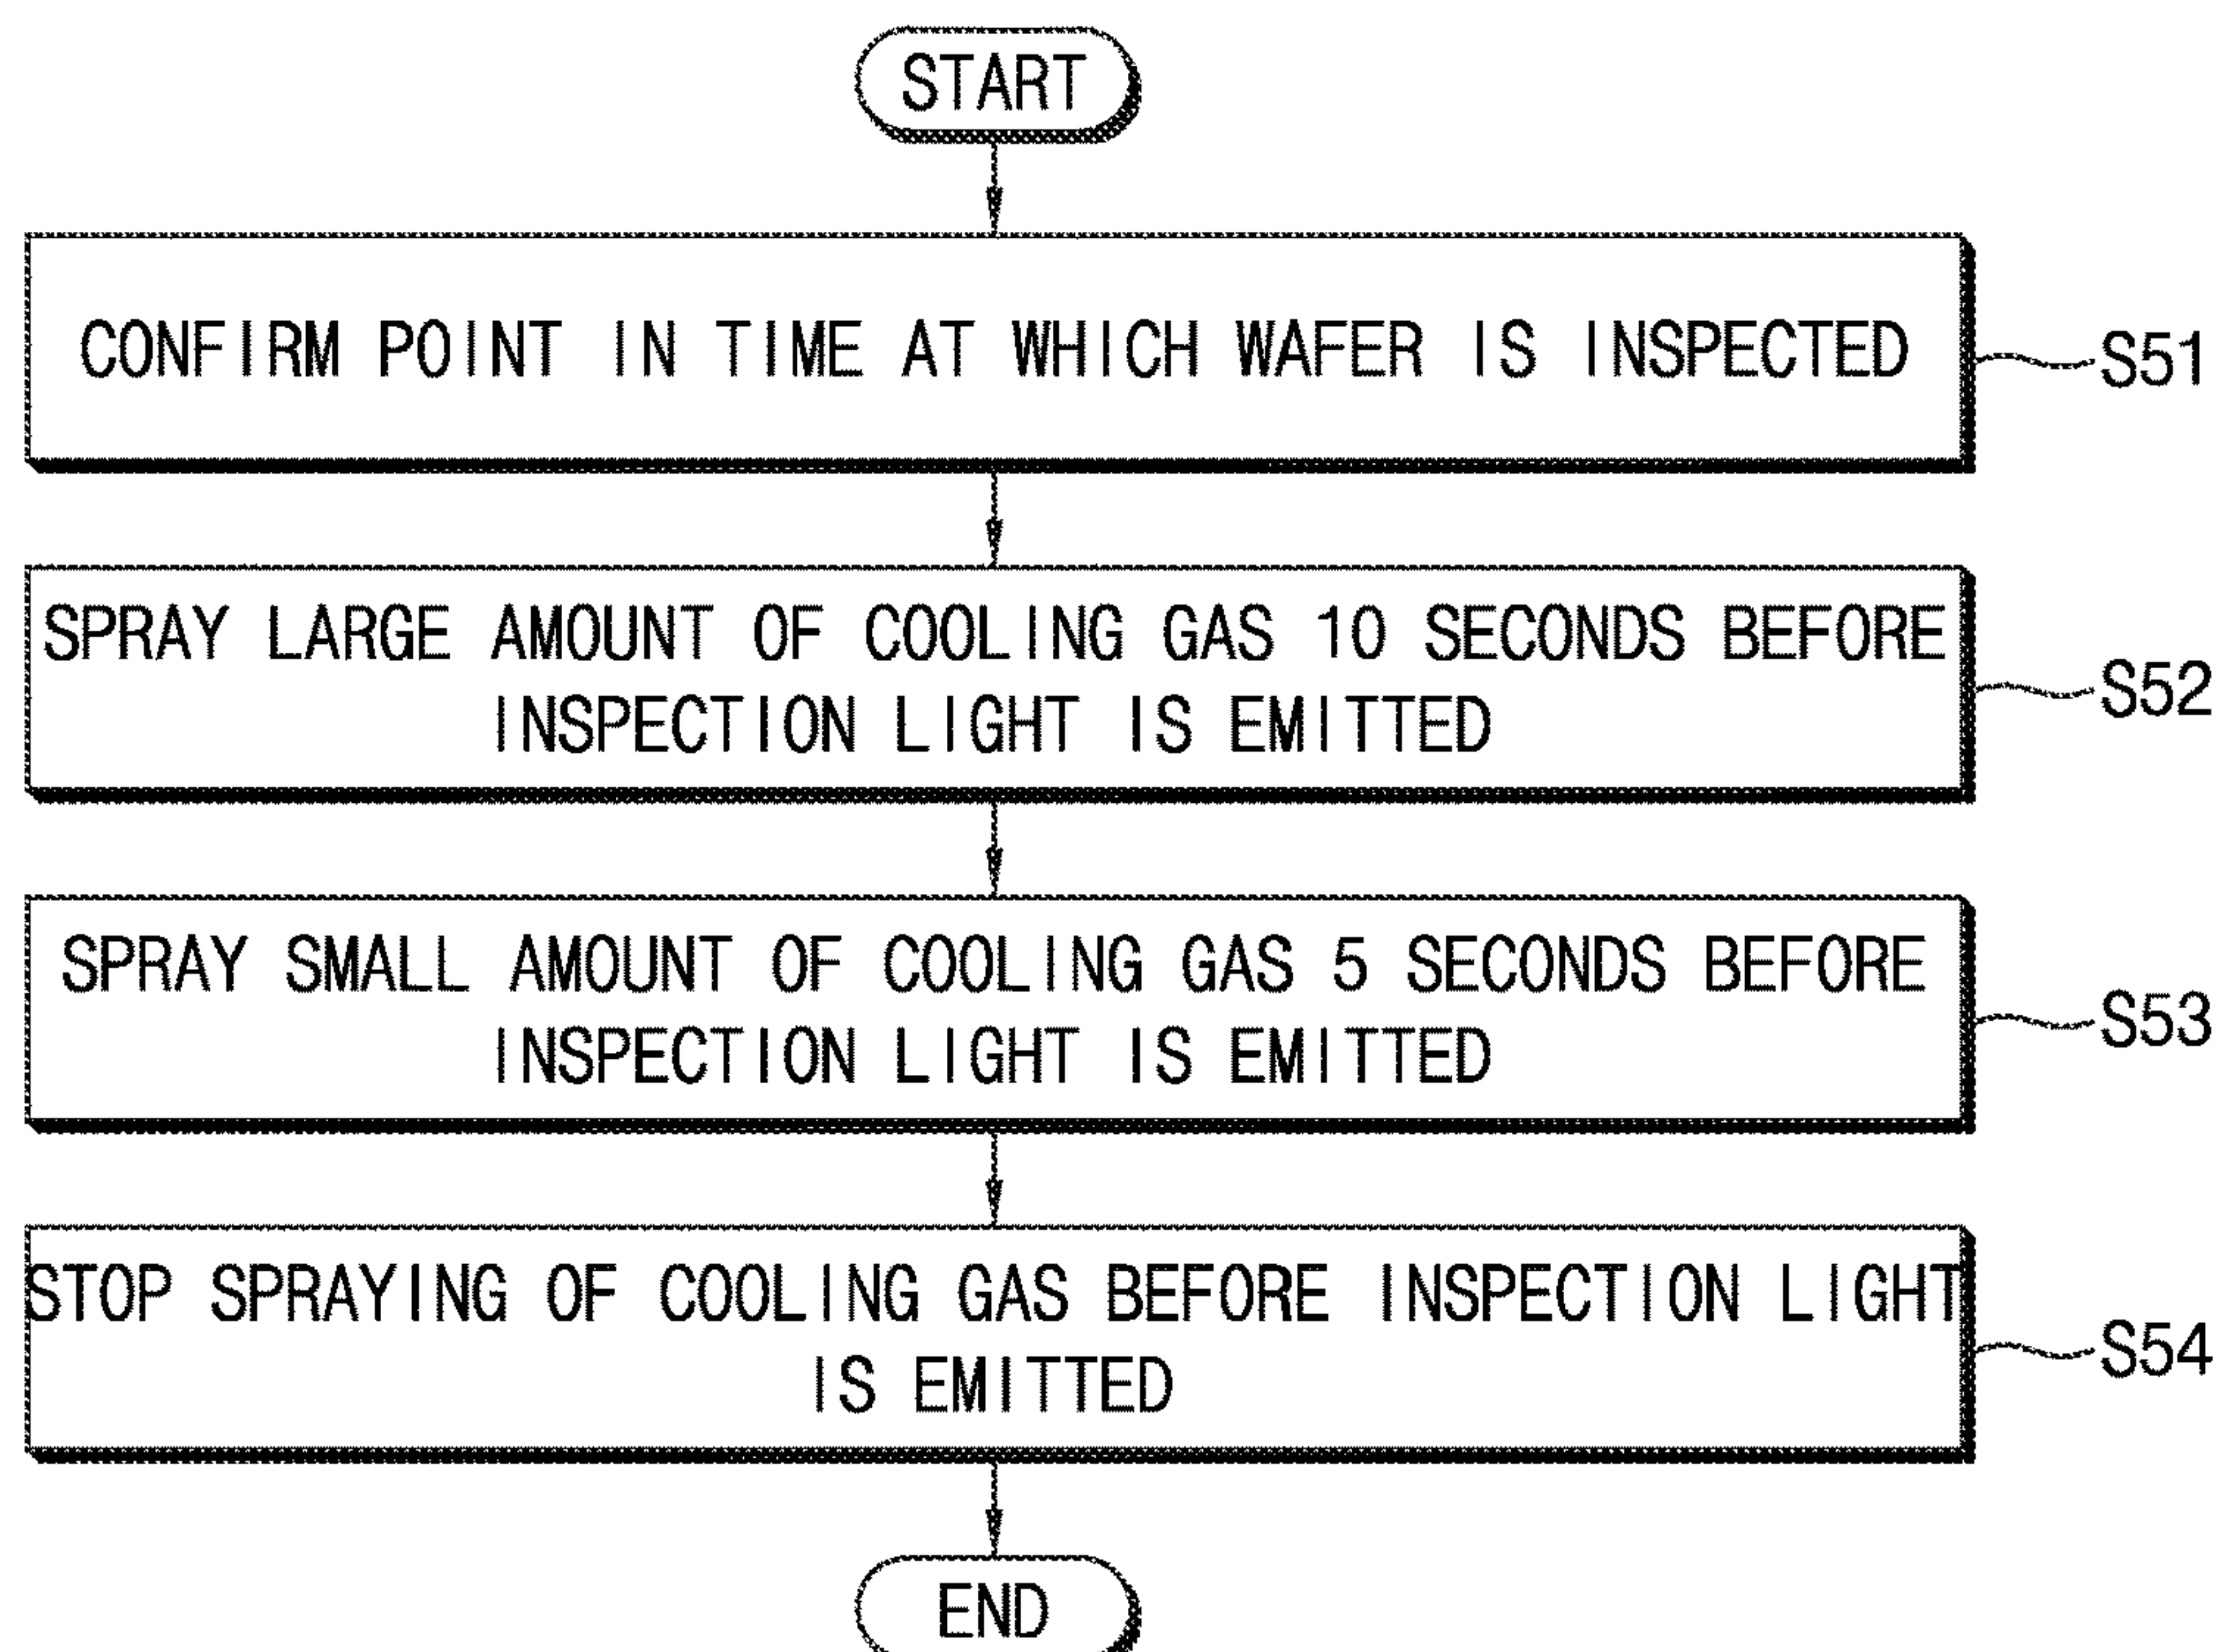 START
CONFIRM POINT IN TIME AT WHICH WAFER IS INSPECTED
S51
SPRAY LARGE AMOUNT OF COOLING GAS 10 SECONDS BEFORE
INSPECTION LIGHT IS EMITTED
S52
SPRAY SMALL AMOUNT OF COOLING GAS 5 SECONDS BEFORE
INSPECTION LIGHT IS EMITTED
S53
STOP SPRAYING OF COOLING GAS BEFORE INSPECTION LIGHT
IS EMITTED
S54
END